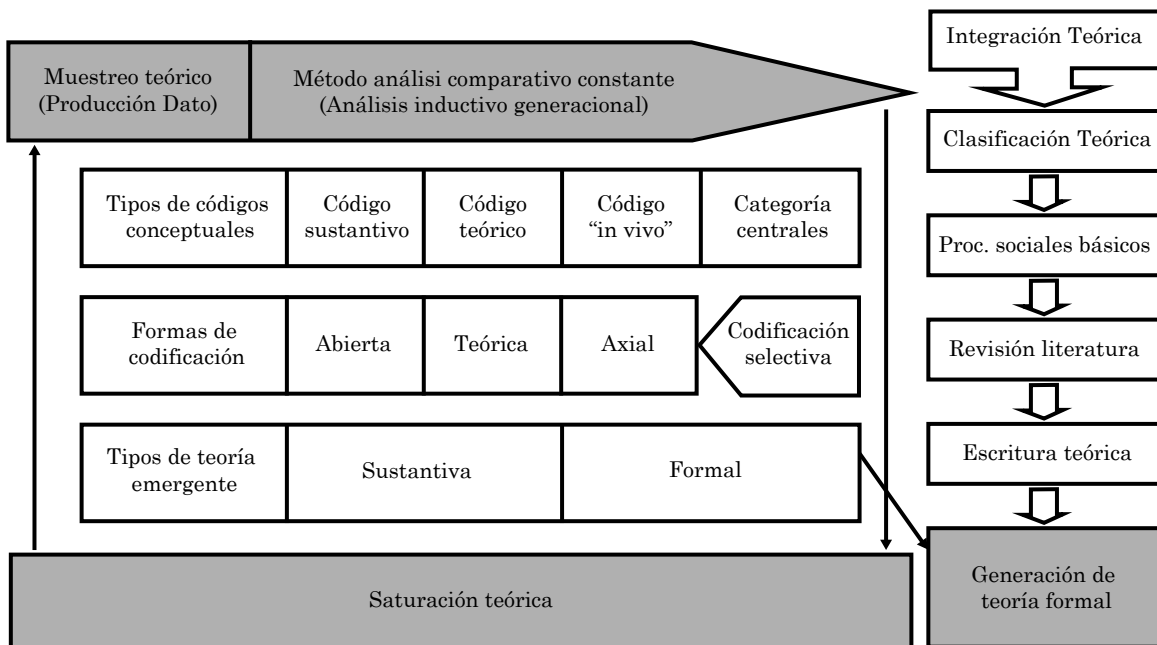 Muestreo teórico
(Producción Dato)
Método análisi comparativo constante
(Análisis inductivo generacional)
Tipos de códigos
conceptuales
Código
sustantivo
Código
teórico
Código
“in vivo”
Categoría
centrales
Formas de
codificación
Abierta
Teórica
Axial
Codificación
selectiva
Tipos de teoría
emergente
Sustantiva
Formal
Saturación teórica
Integración Teórica
Clasificación Teórica
Proc. sociales básicos
Revisión literatura
Escritura teórica
Generación de
teoría formal